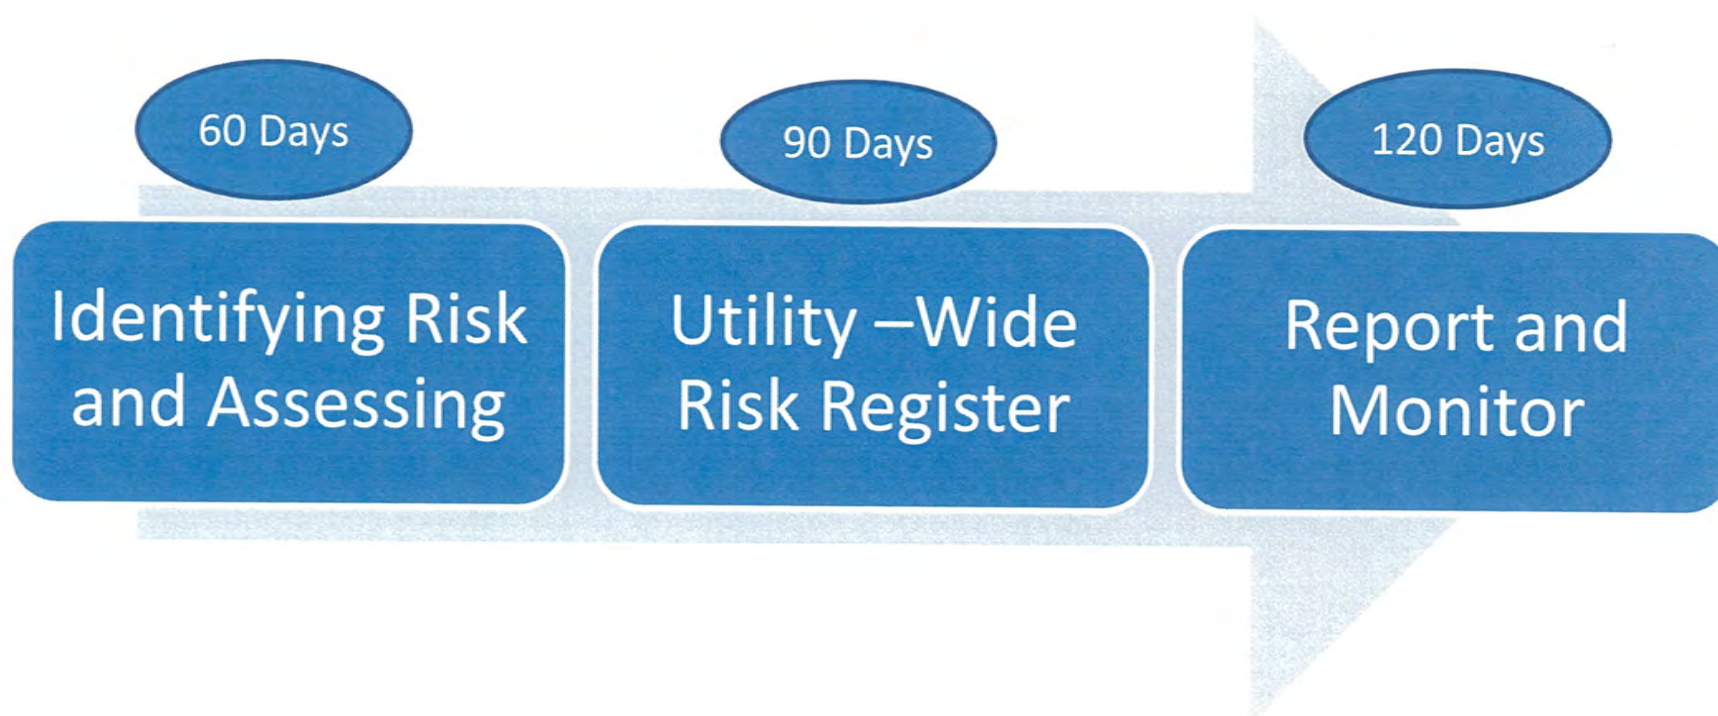 60 Days
90 Days
120 Days
Identifying Risk
and Assessing
Utility –Wide
Risk Register
Report and
Monitor